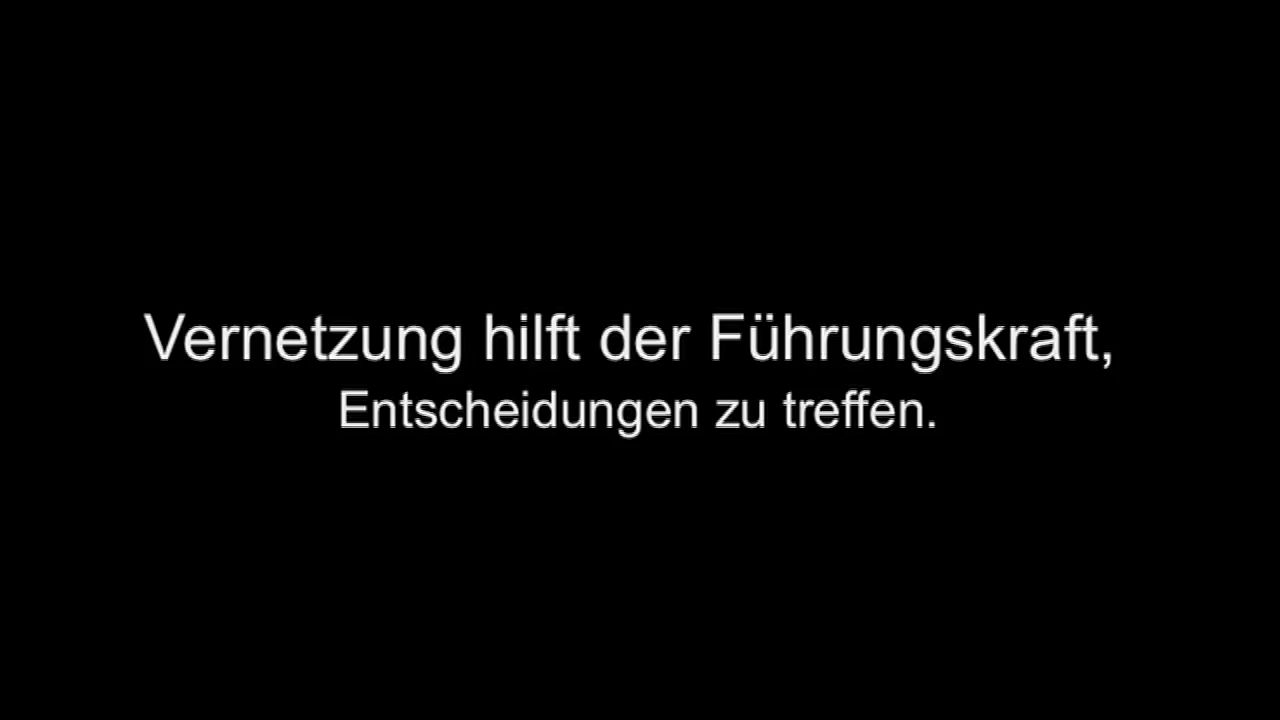 Vernetzung hilft der Führungskraft,
Entscheidungen zu treffen.